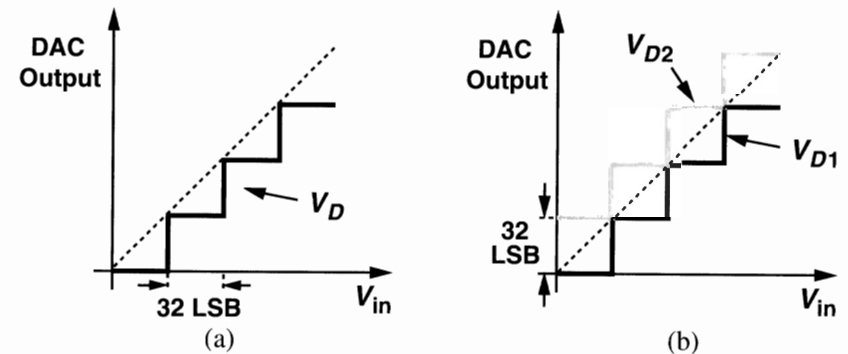 DAC
Output
V_D
32 LSB
V_in
(a)
DAC
Output
V_D2
V_D1
32
LSB
V_in
(b)